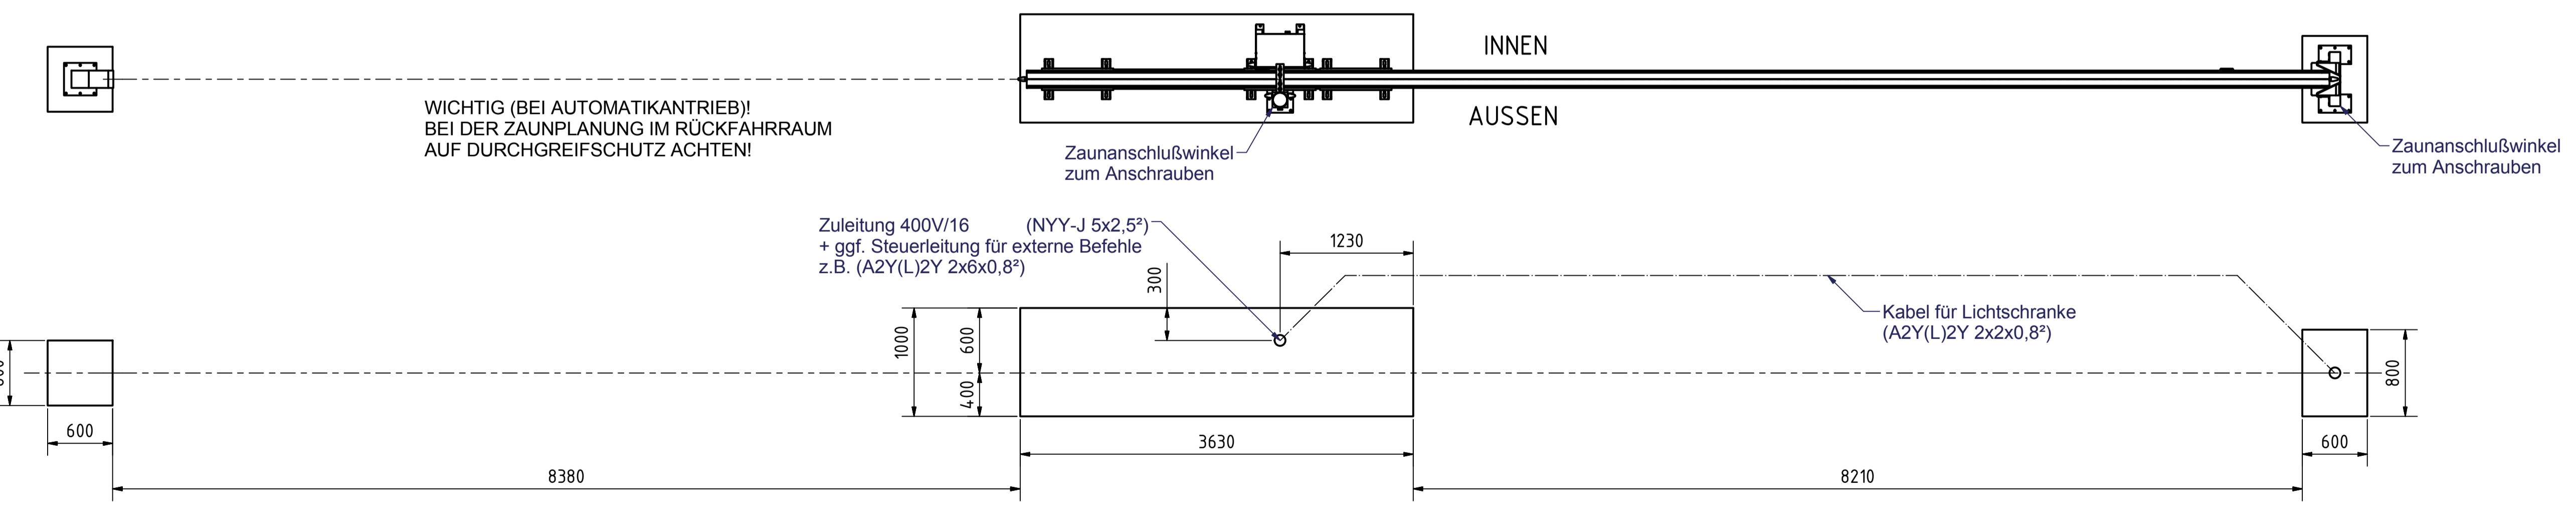 INNEN
AUSSEN
WICHTIG (BEI AUTOMATIKANTRIEB)!
BEI DER ZAUNPLANUNG IM RÜCKFAHRRAUM
AUF DURCHGREIFSCHUTZ ACHTEN!
Zaunanschlußwinkel
zum Anschrauben
Zaunanschlußwinkel
zum Anschrauben
Zuleitung 400V/16 (NYY-J 5x2,5²)
+ ggf. Steuerleitung für externe Befehle
z.B. (A2Y(L)2Y 2x6x0,8²)
1230
300
Kabel für Lichtschranke
(A2Y(L)2Y 2x2x0,8²)
1000
600
400
800
600
3630
600
8380
8210